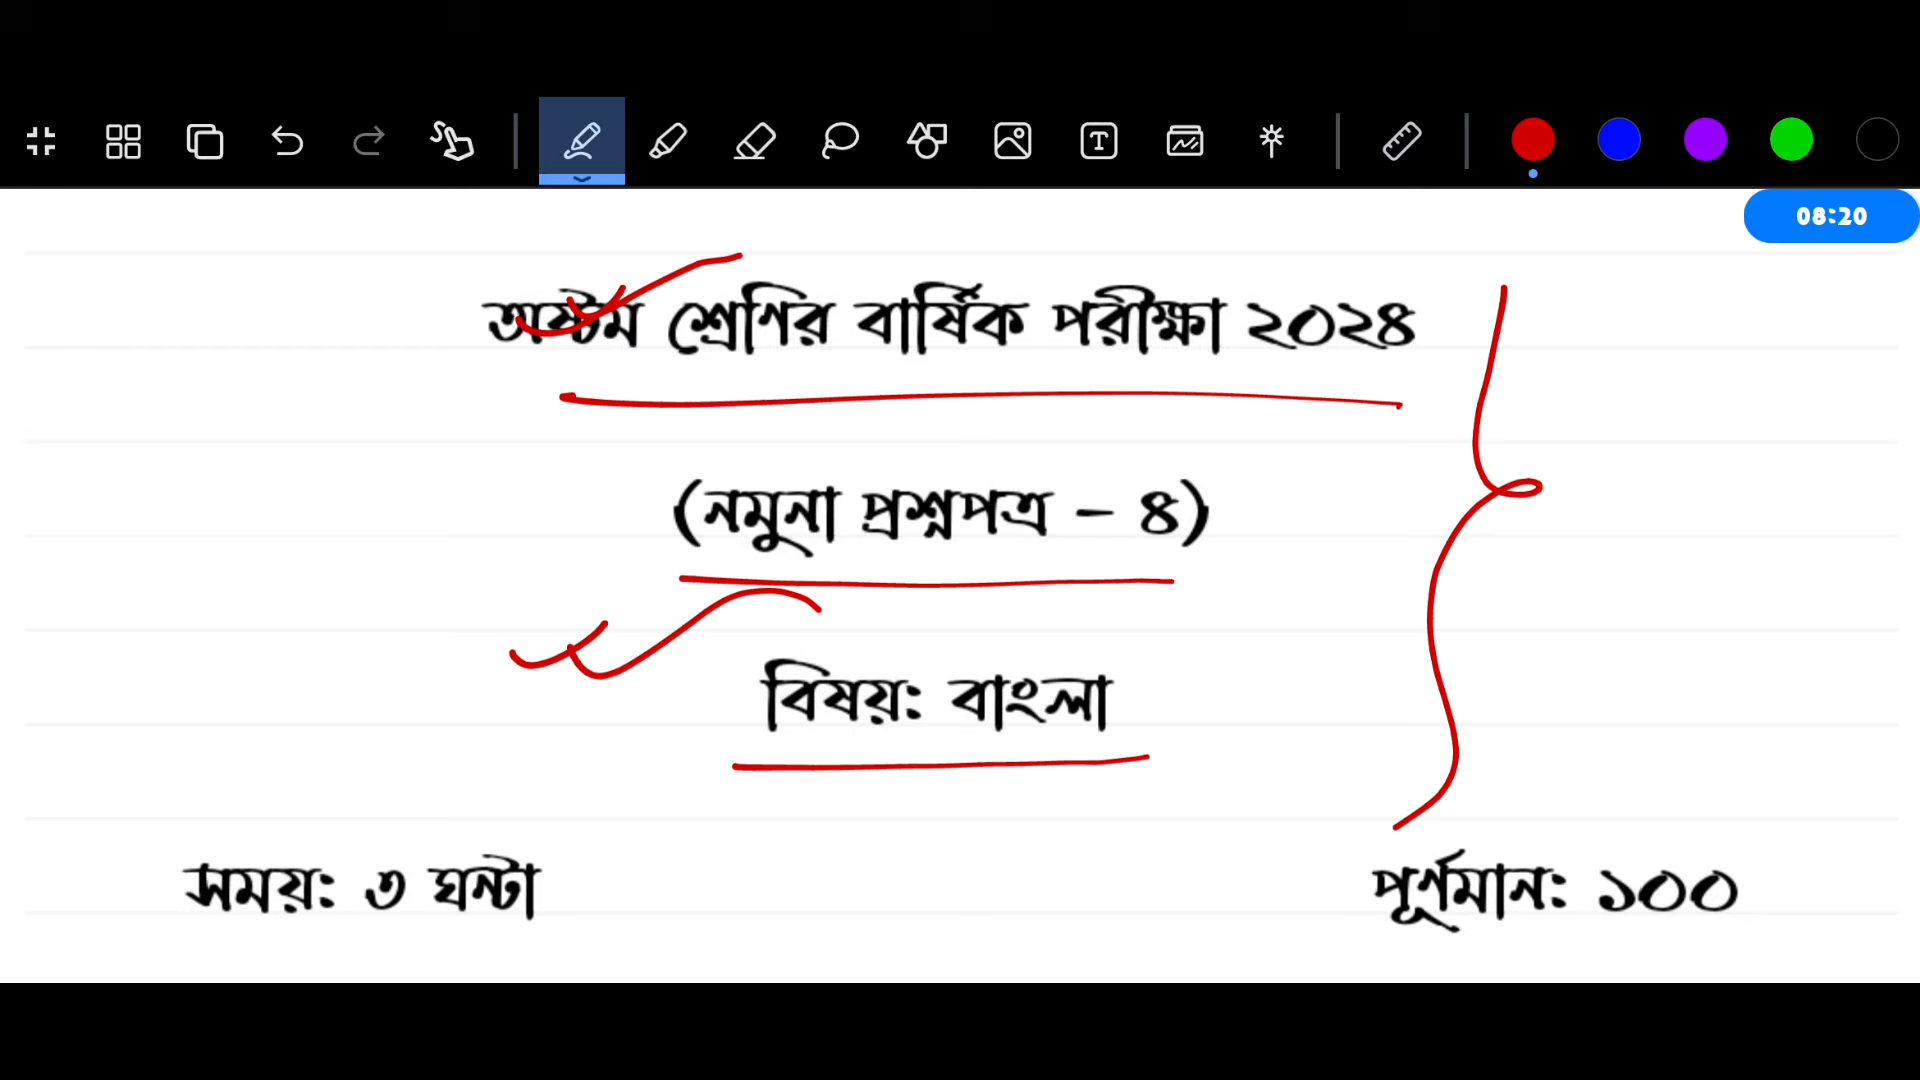 08:20
অষ্টম শ্রেণির বার্ষিক পরীক্ষা ২০২৪
(নমুনা প্রশ্নপত্র – ৪)
বিষয়: বাংলা
সময়: ৩ ঘন্টা পূর্ণমান: ১০০